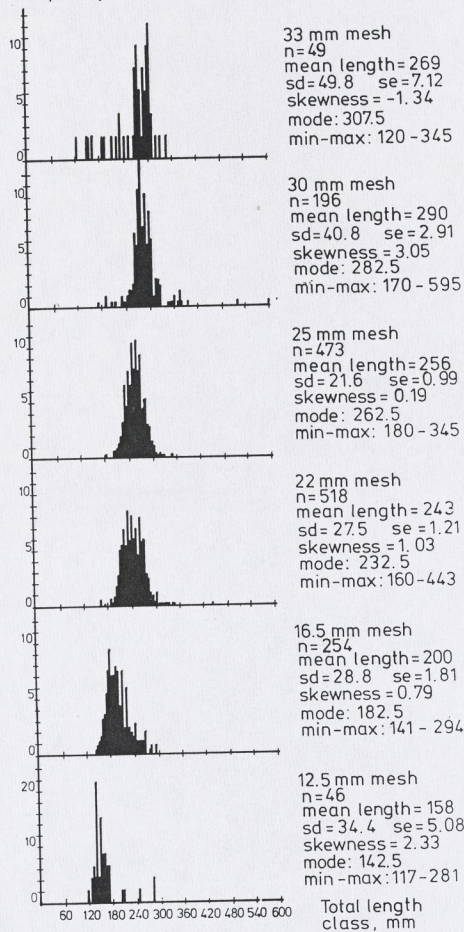 10
5
0
33 mm mesh
n=49
mean length=269
sd=49.8 se=7.12
skewness = -1.34
mode: 307.5
min-max: 120-345
10
5
0
30 mm mesh
n=196
mean length=290
sd=40.8 se=2.91
skewness=3.05
mode: 282.5
min-max: 170-595
10
5
0
25 mm mesh
n=473
mean length=256
sd=21.6 se=0.99
skewness=0.19
mode: 262.5
min-max: 180-345
10
5
0
22 mm mesh
n=518
mean length=243
sd=27.5 se=1.21
skewness=1.03
mode: 232.5
min-max:160-443
10
5
0
16.5 mm mesh
n=254
mean length=200
sd=28.8 se=1.81
skewness=0.79
mode: 182.5
min-max: 141 - 294
20
10
0
12.5 mm mesh
n=46
mean length=158
sd=34.4 se=5.08
skewness=2.33
mode: 142.5
min-max:117-281
60 120 180 240 300 360 420 480 540 600
Total length
class, mm